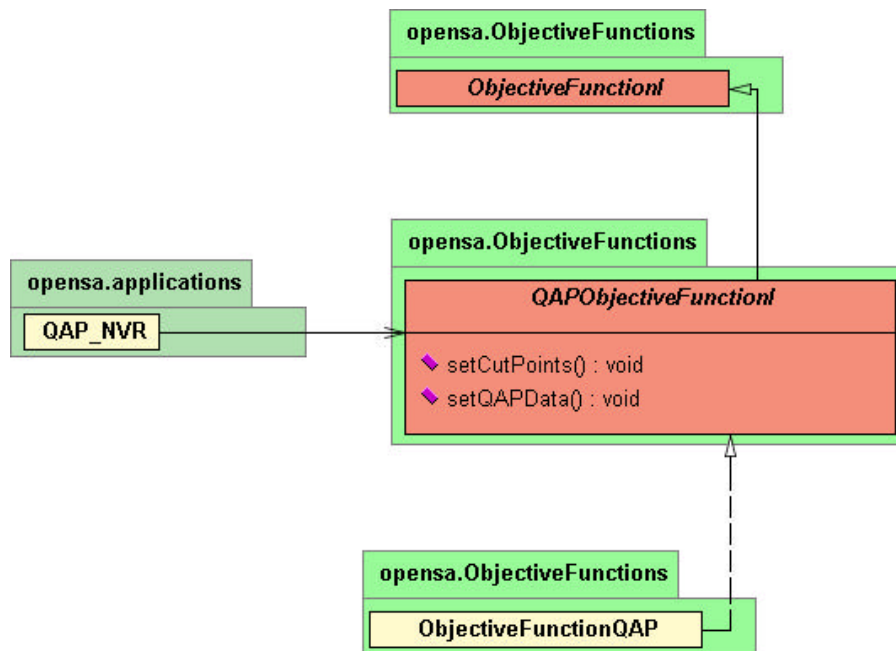 opensa.ObjectiveFunctions
ObjectiveFunctionI
opensa.ObjectiveFunctions
QAPObjectiveFunctionI
setCutPoints() : void
setQAPData() : void
opensa.applications
QAP_NVR
opensa.ObjectiveFunctions
ObjectiveFunctionQAP